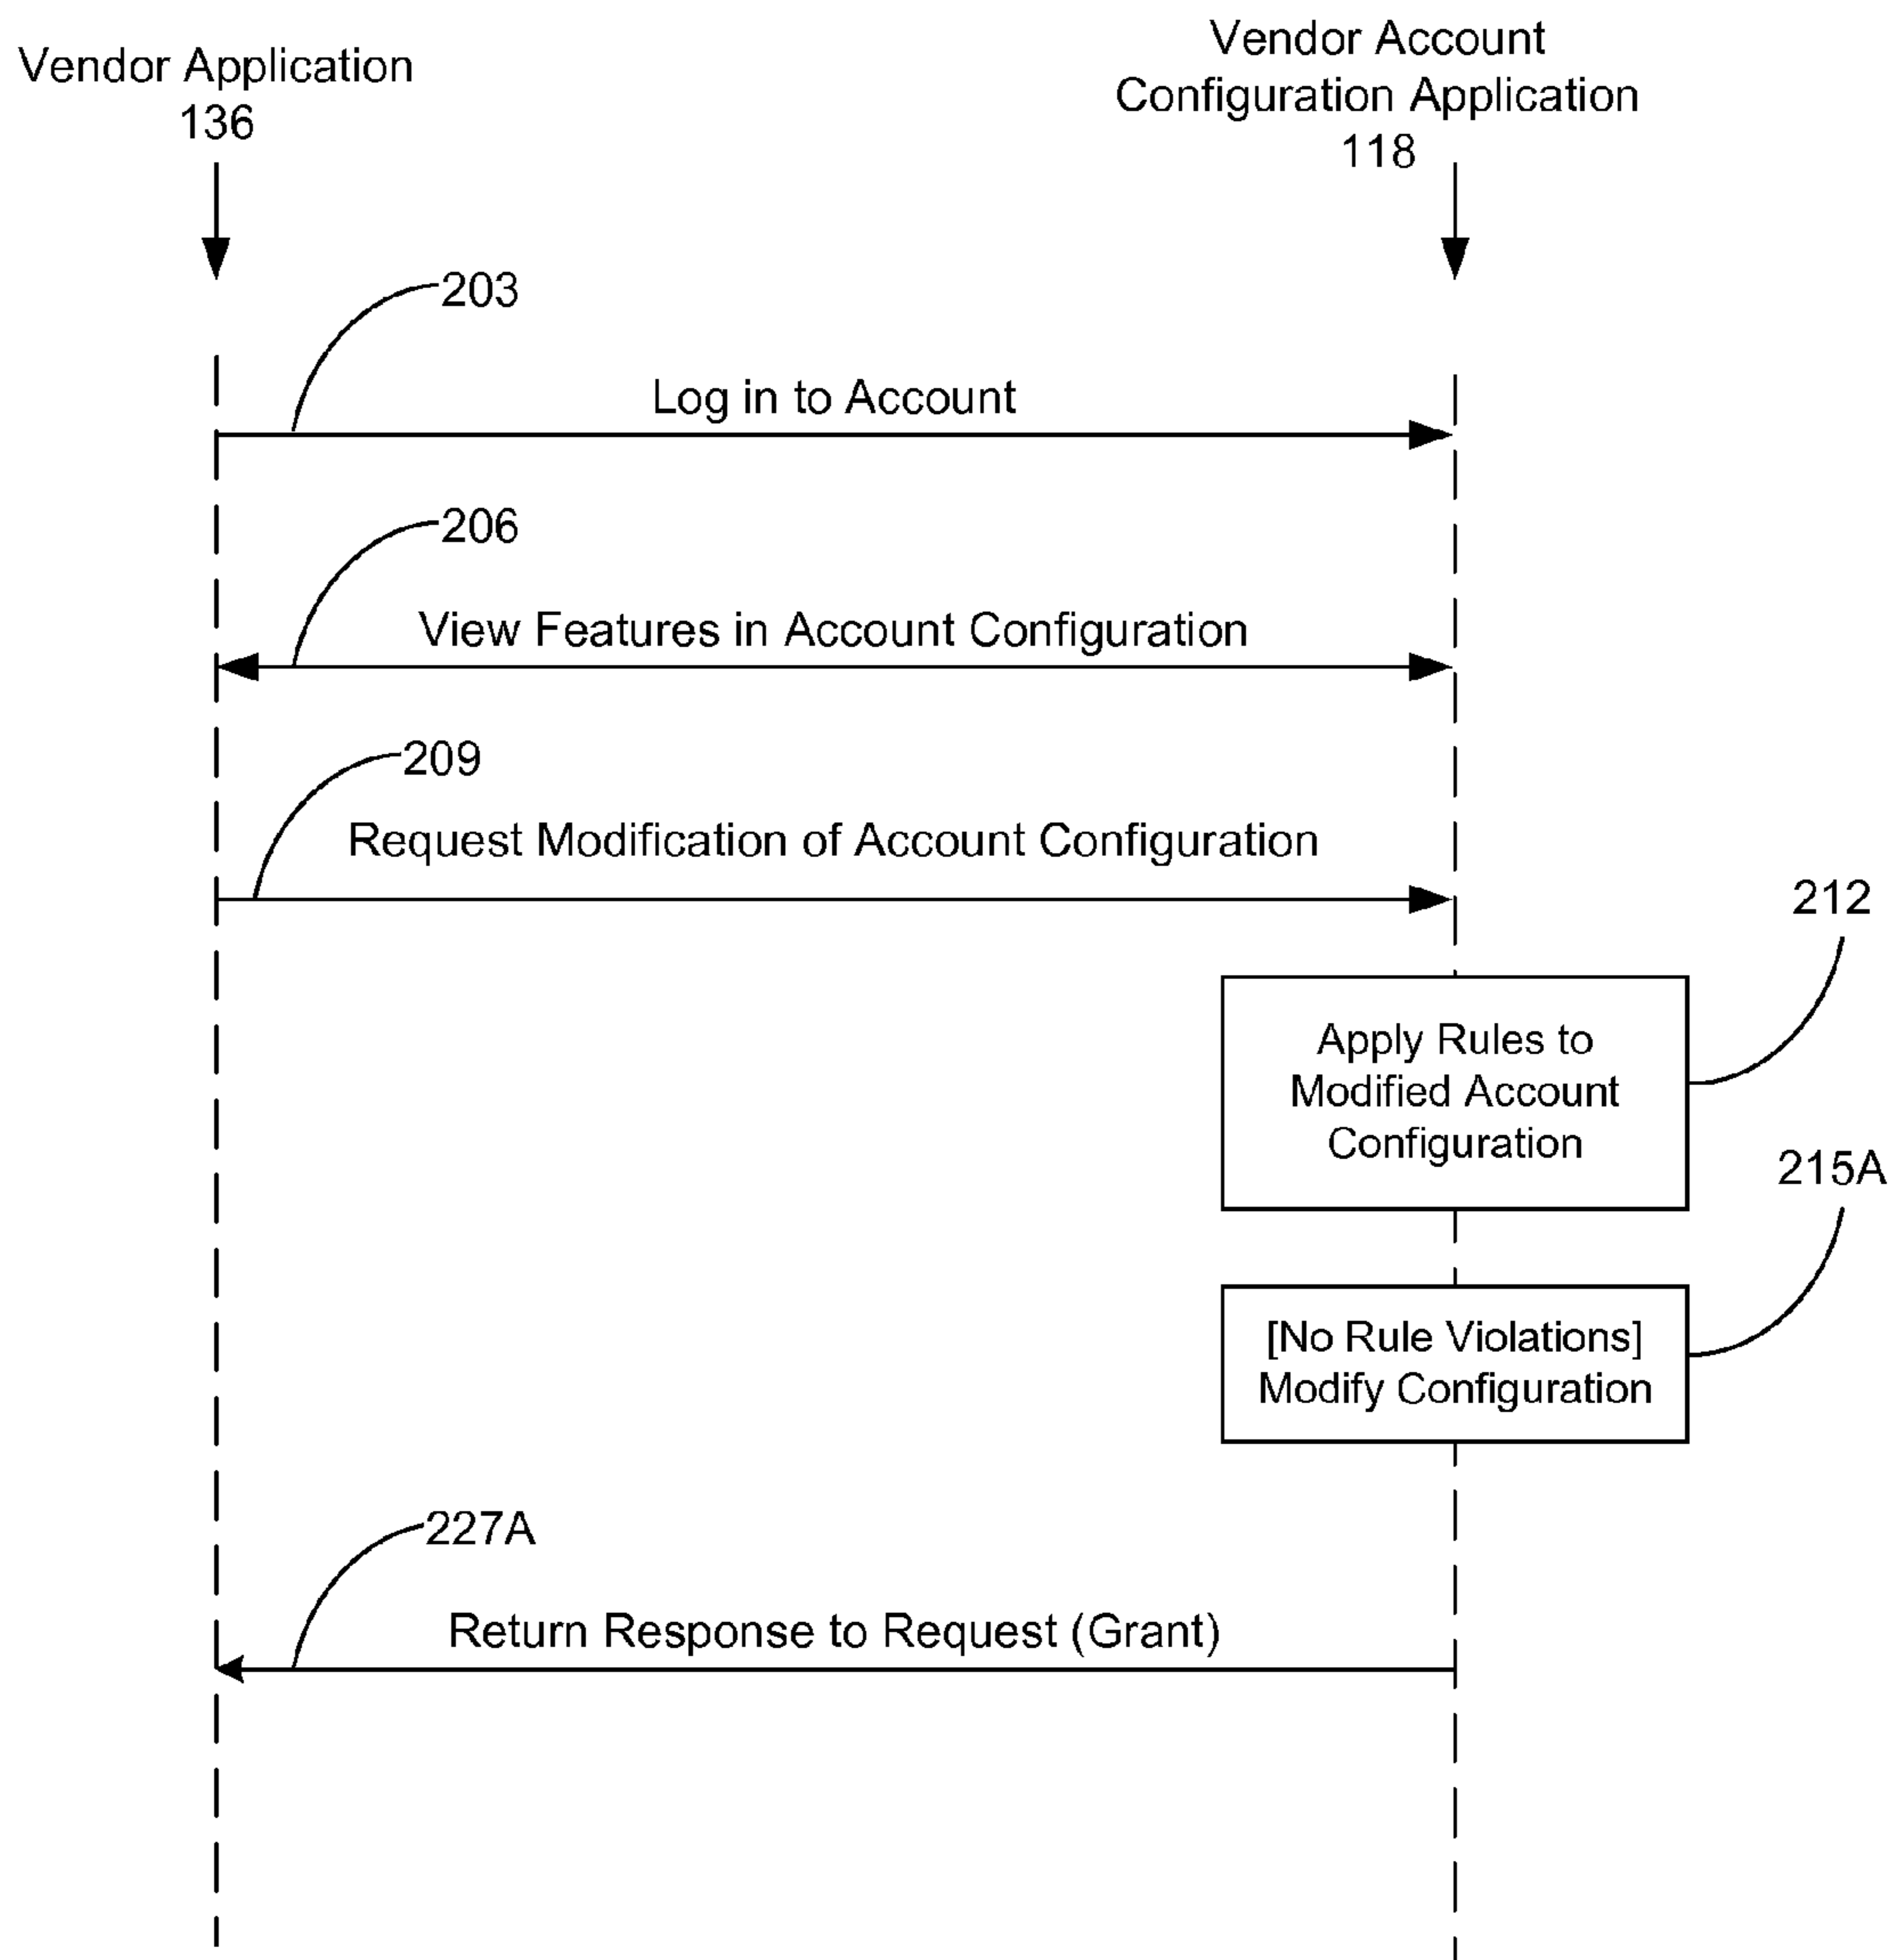 Vendor Application
136
Vendor Account
Configuration Application
118
203
Log in to Account
206
View Features in Account Configuration
209
Request Modification of Account Configuration
212
Apply Rules to
Modified Account
Configuration
215A
[No Rule Violations]
Modify Configuration
227A
Return Response to Request (Grant)